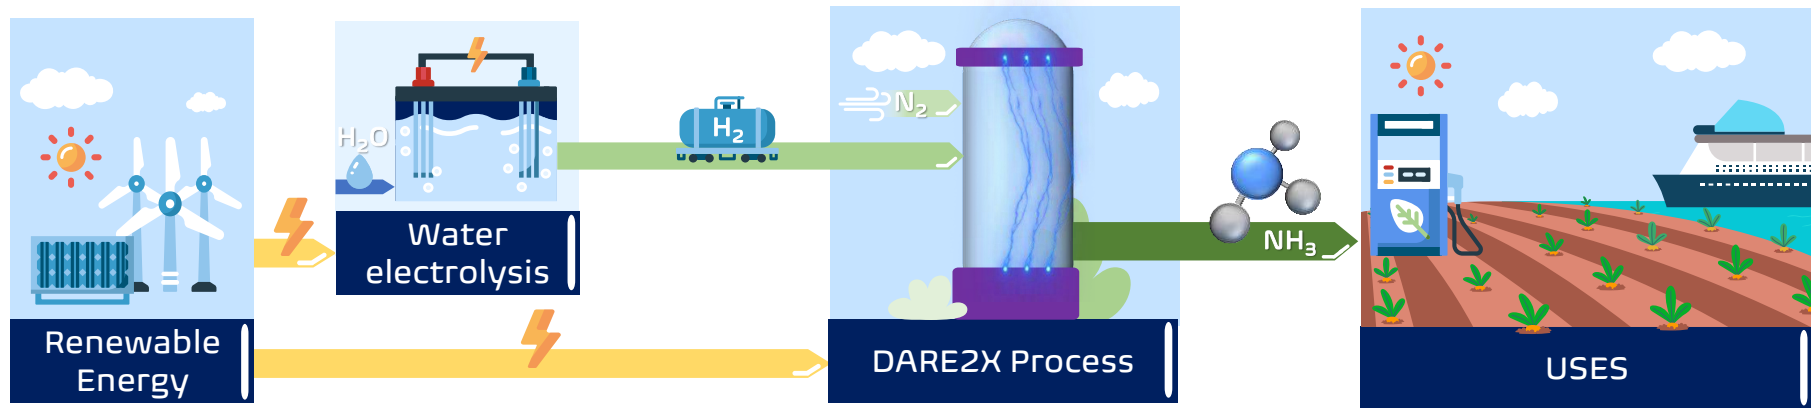 Renewable
Energy
H₂O
Water
electrolysis
H₂
N₂
DARE2X Process
NH₃
USES